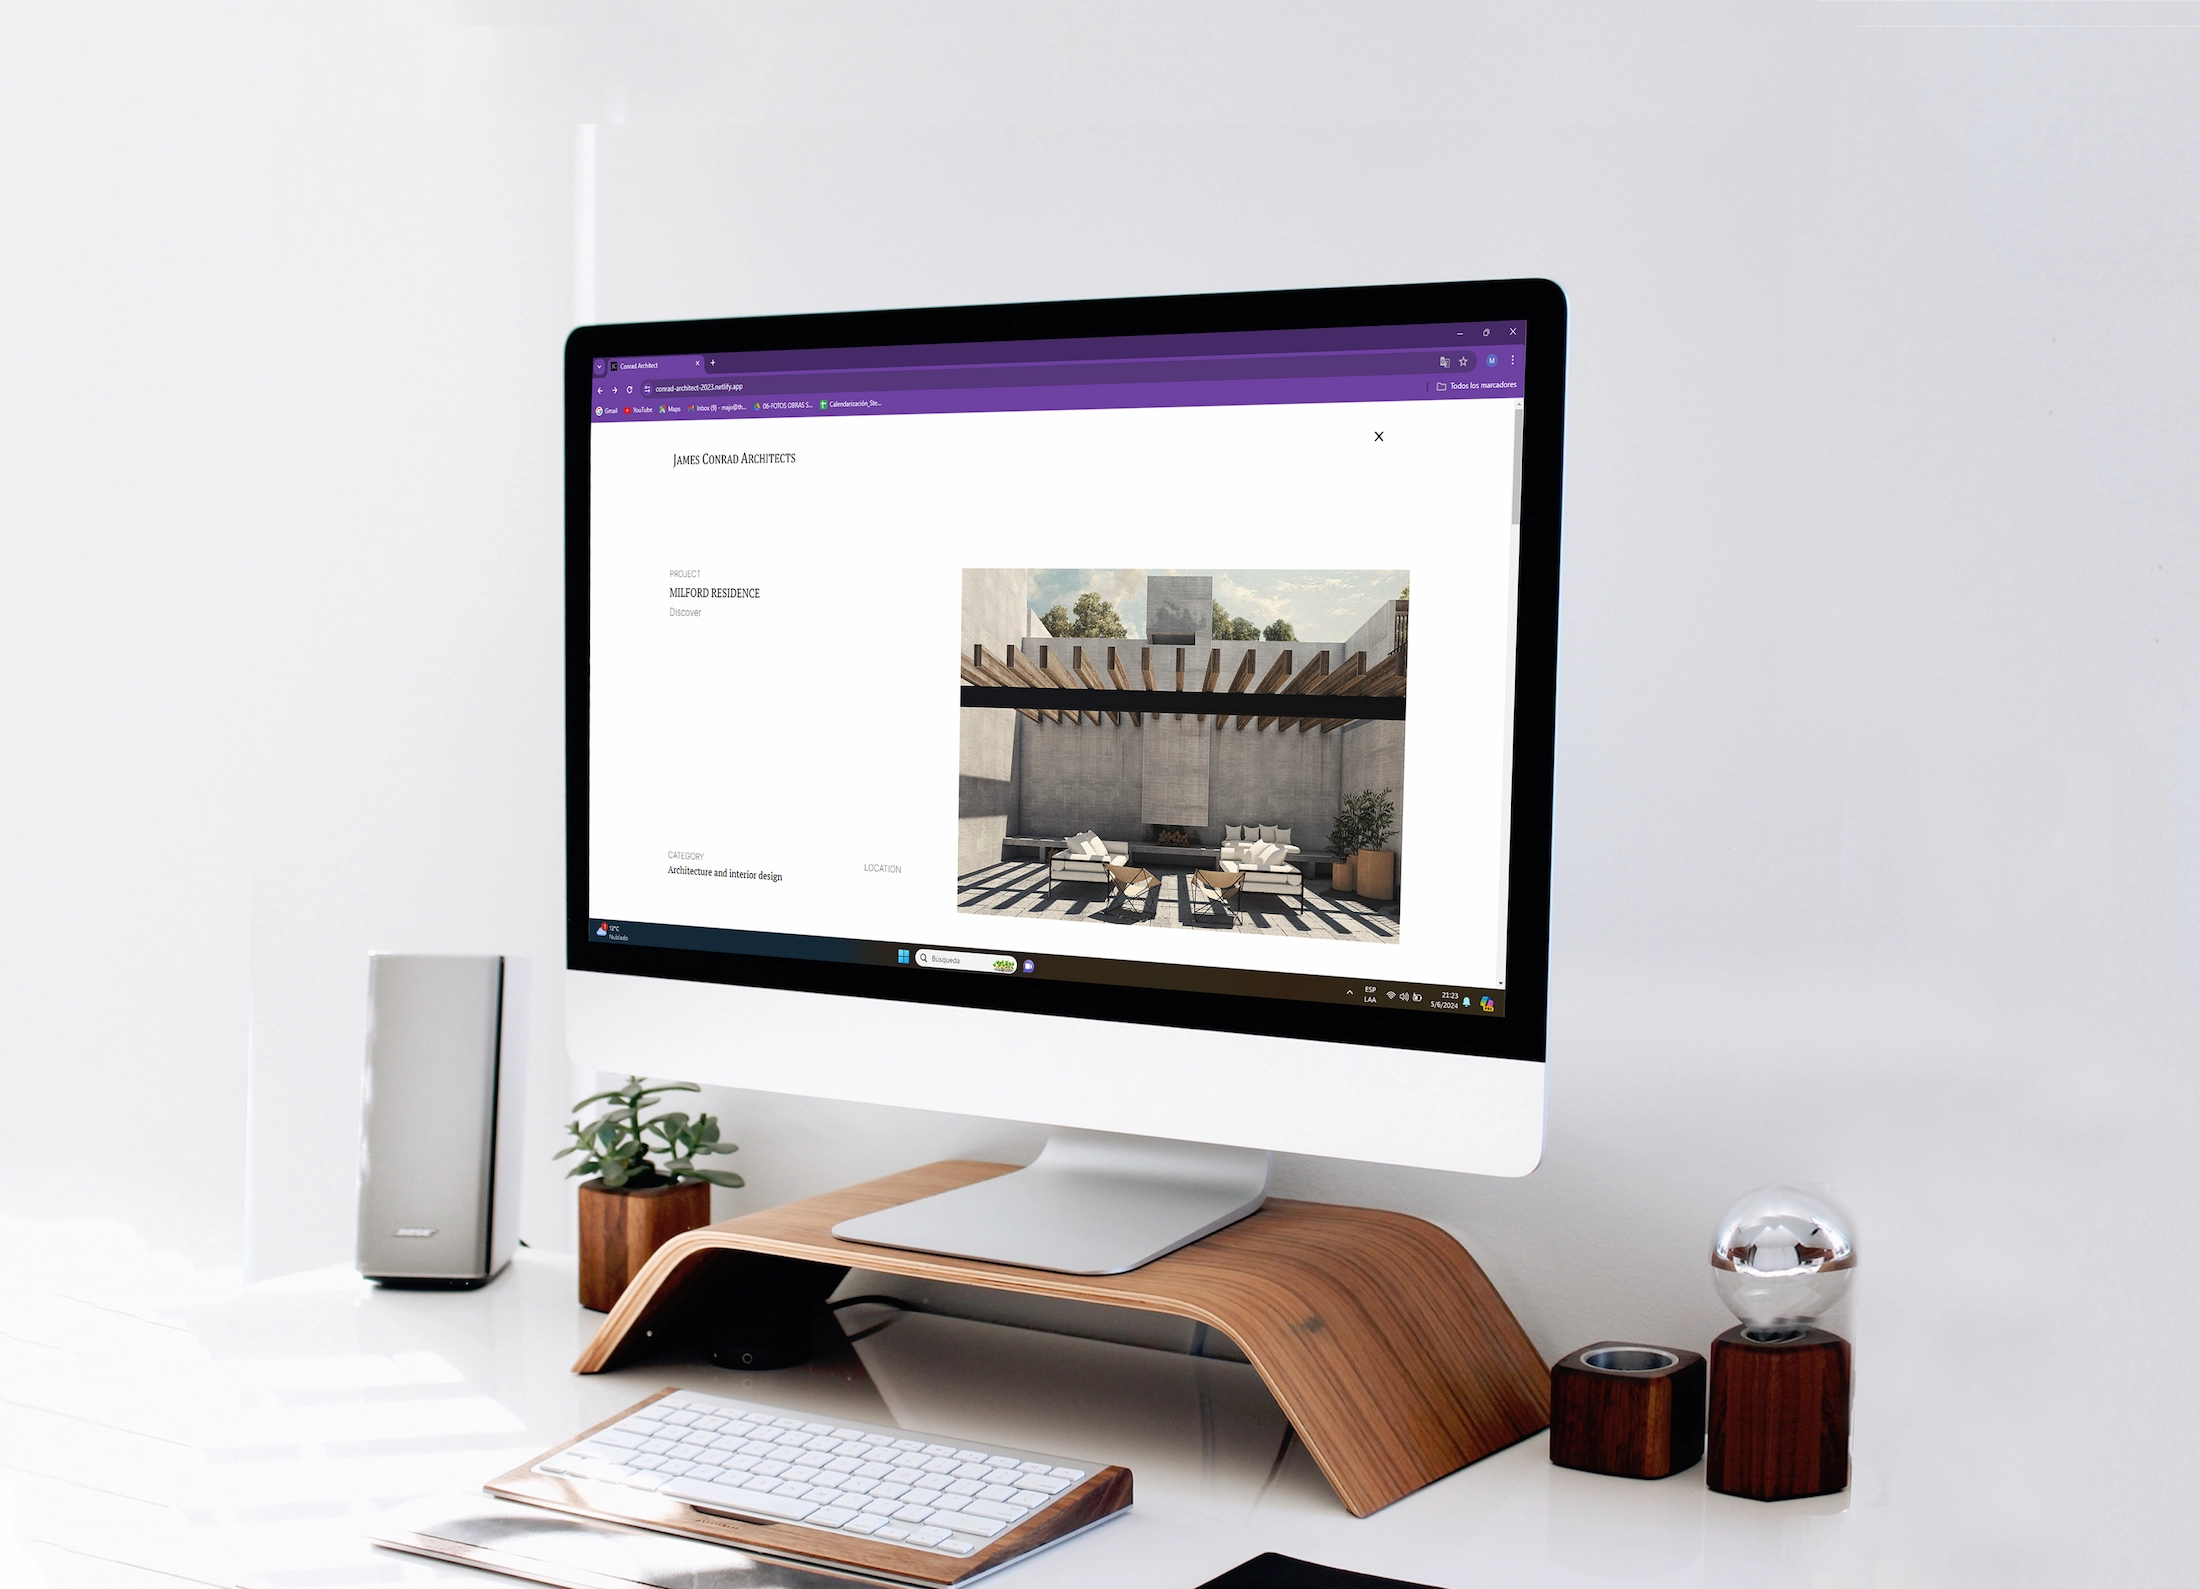 Conrad Architect
conrad-architect-2023.netlify.app
Gmail YouTube Maps Inbox (9) - majo@th... 06-FOTOS OBRAS S... Calendarización_Ste...
Todos los marcadores
M
JAMES CONRAD ARCHITECTS
PROJECT
MILFORD RESIDENCE
Discover
CATEGORY
Architecture and interior design
LOCATION
12°C
Nublado
Búsqueda
ESP
LAA
21:23
5/6/2024
BOSE